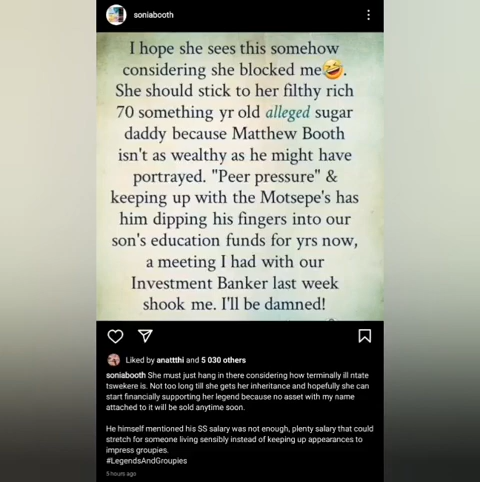 soniabooth
I hope she sees this somehow
considering she blocked me🤣.
She should stick to her filthy rich
70 something yr old alleged sugar
daddy because Matthew Booth
isn't as wealthy as he might have
portrayed. "Peer pressure" &
keeping up with the Motsepe's has
him dipping his fingers into our
son's education funds for yrs now,
a meeting I had with our
Investment Banker last week
shook me. I'll be damned!
Liked by anattthi and 5 030 others
soniabooth She must just hang in there considering how terminally ill ntate
tswekere is. Not too long till she gets her inheritance and hopefully she can
start financially supporting her legend because no asset with my name
attached to it will be sold anytime soon.
He himself mentioned his SS salary was not enough, plenty salary that could
stretch for someone living sensibly instead of keeping up appearances to
impress groupies.
#LegendsAndGroupies
5 hours ago